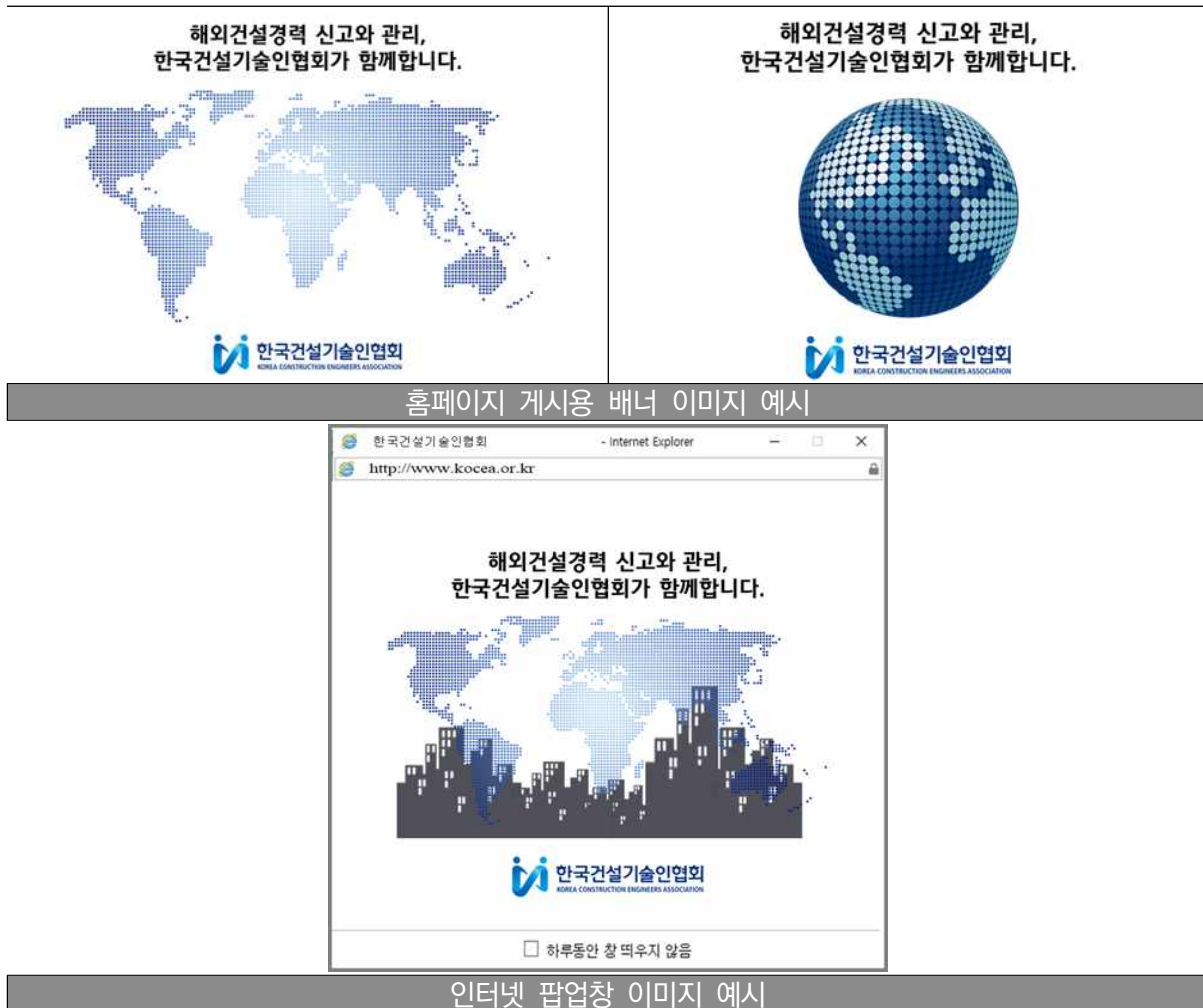 해외건설경력 신고와 관리,
한국건설기술인협회가 함께합니다.
한국건설기술인협회
KOREA CONSTRUCTION ENGINEERS ASSOCIATION
해외건설경력 신고와 관리,
한국건설기술인협회가 함께합니다.
한국건설기술인협회
KOREA CONSTRUCTION ENGINEERS ASSOCIATION
홈페이지 게시용 배너 이미지 예시
한국건설기술인협회 - Internet Explorer
http://www.kocea.or.kr
해외건설경력 신고와 관리,
한국건설기술인협회가 함께합니다.
한국건설기술인협회
KOREA CONSTRUCTION ENGINEERS ASSOCIATION
하루동안 창 띄우지 않음
인터넷 팝업창 이미지 예시